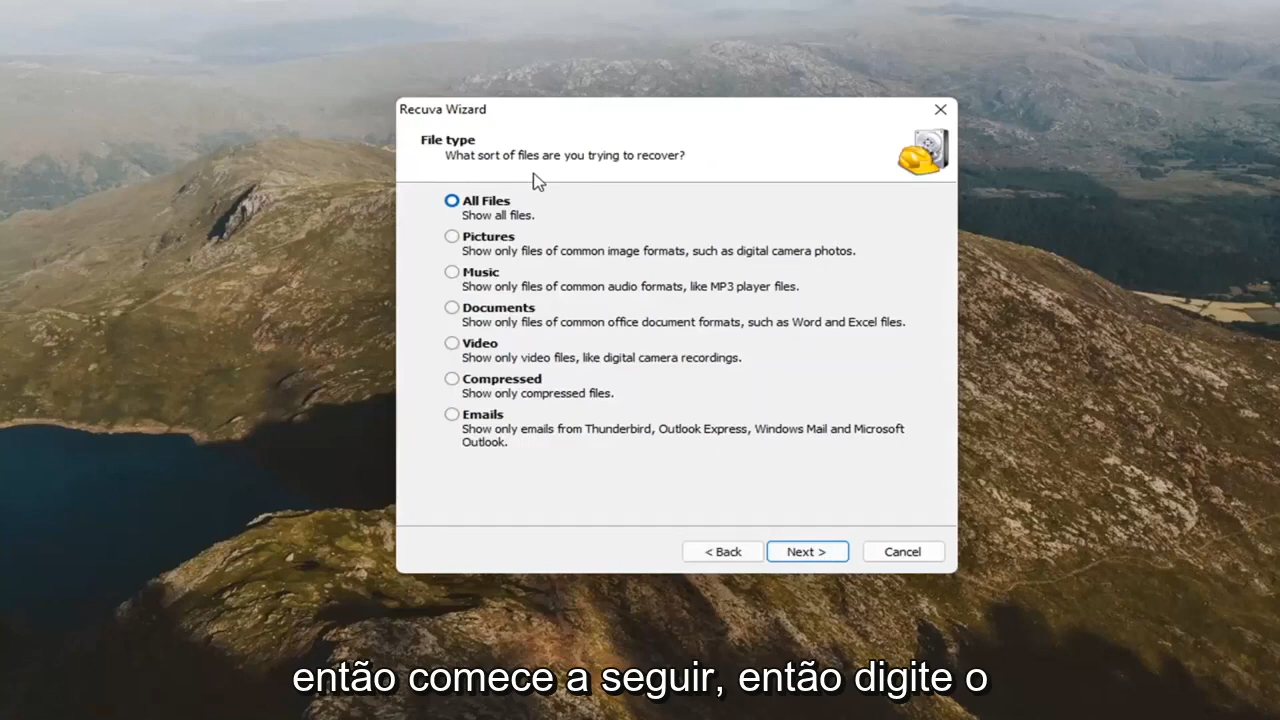 Recuva Wizard
File type
What sort of files are you trying to recover?
All Files
Show all files.
Pictures
Show only files of common image formats, such as digital camera photos.
Music
Show only files of common audio formats, like MP3 player files.
Documents
Show only files of common office document formats, such as Word and Excel files.
Video
Show only video files, like digital camera recordings.
Compressed
Show only compressed files.
Emails
Show only emails from Thunderbird, Outlook Express, Windows Mail and Microsoft
Outlook.
< Back Next > Cancel
então comece a seguir, então digite o